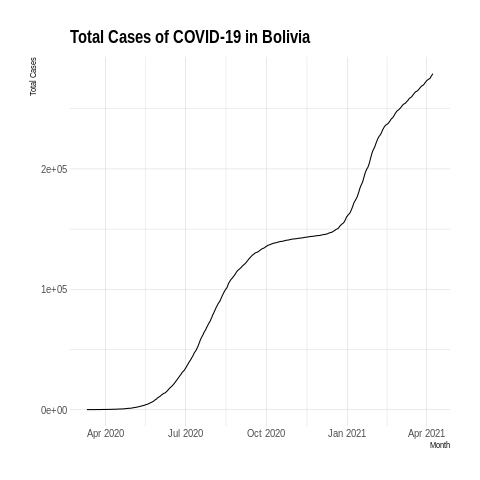 Total Cases of COVID-19 in Bolivia
Total Cases
2e+05
1e+05
0e+00
Apr 2020 Jul 2020 Oct 2020 Jan 2021 Apr 2021
Month